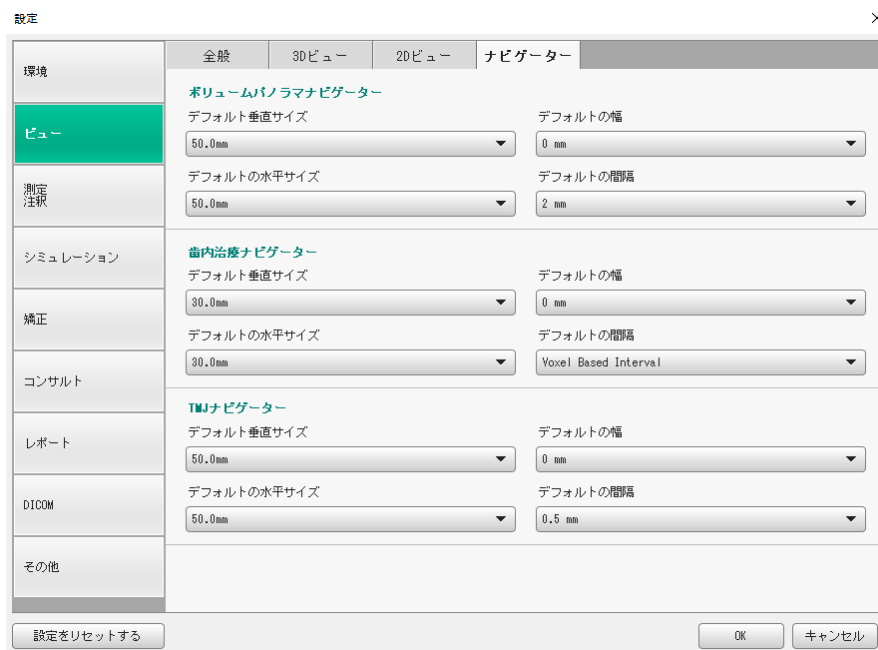 設定
環境
ビュー
測定
注釈
シミュレーション
矯正
コンサルト
レポート
DICOM
その他
全般
3Dビュー
2Dビュー
ナビゲーター
ボリュームパノラマナビゲーター
デフォルト垂直サイズ
デフォルトの幅
50.0mm
0 mm
デフォルトの水平サイズ
デフォルトの間隔
50.0mm
2 mm
歯内治療ナビゲーター
デフォルト垂直サイズ
デフォルトの幅
30.0mm
0 mm
デフォルトの水平サイズ
デフォルトの間隔
30.0mm
Voxel Based Interval
TMJナビゲーター
デフォルト垂直サイズ
デフォルトの幅
50.0mm
0 mm
デフォルトの水平サイズ
デフォルトの間隔
50.0mm
0.5 mm
設定をリセットする
OK
キャンセル